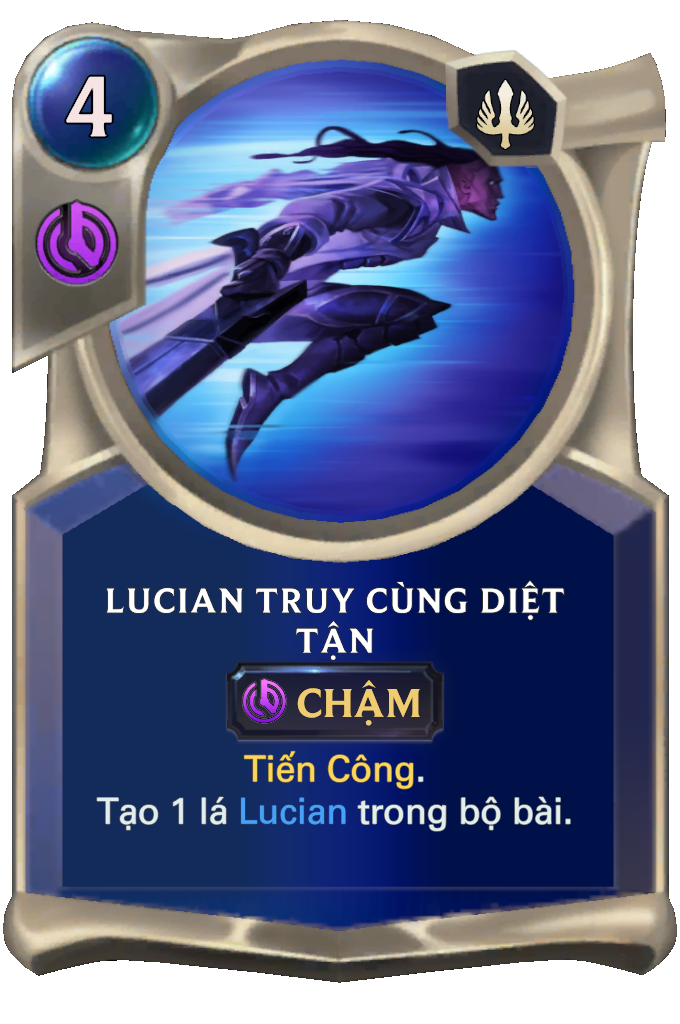 4
LUCIAN TRUY CÙNG DIỆT
TẬN
CHẬM
Tiến Công.
Tạo 1 lá Lucian trong bộ bài.